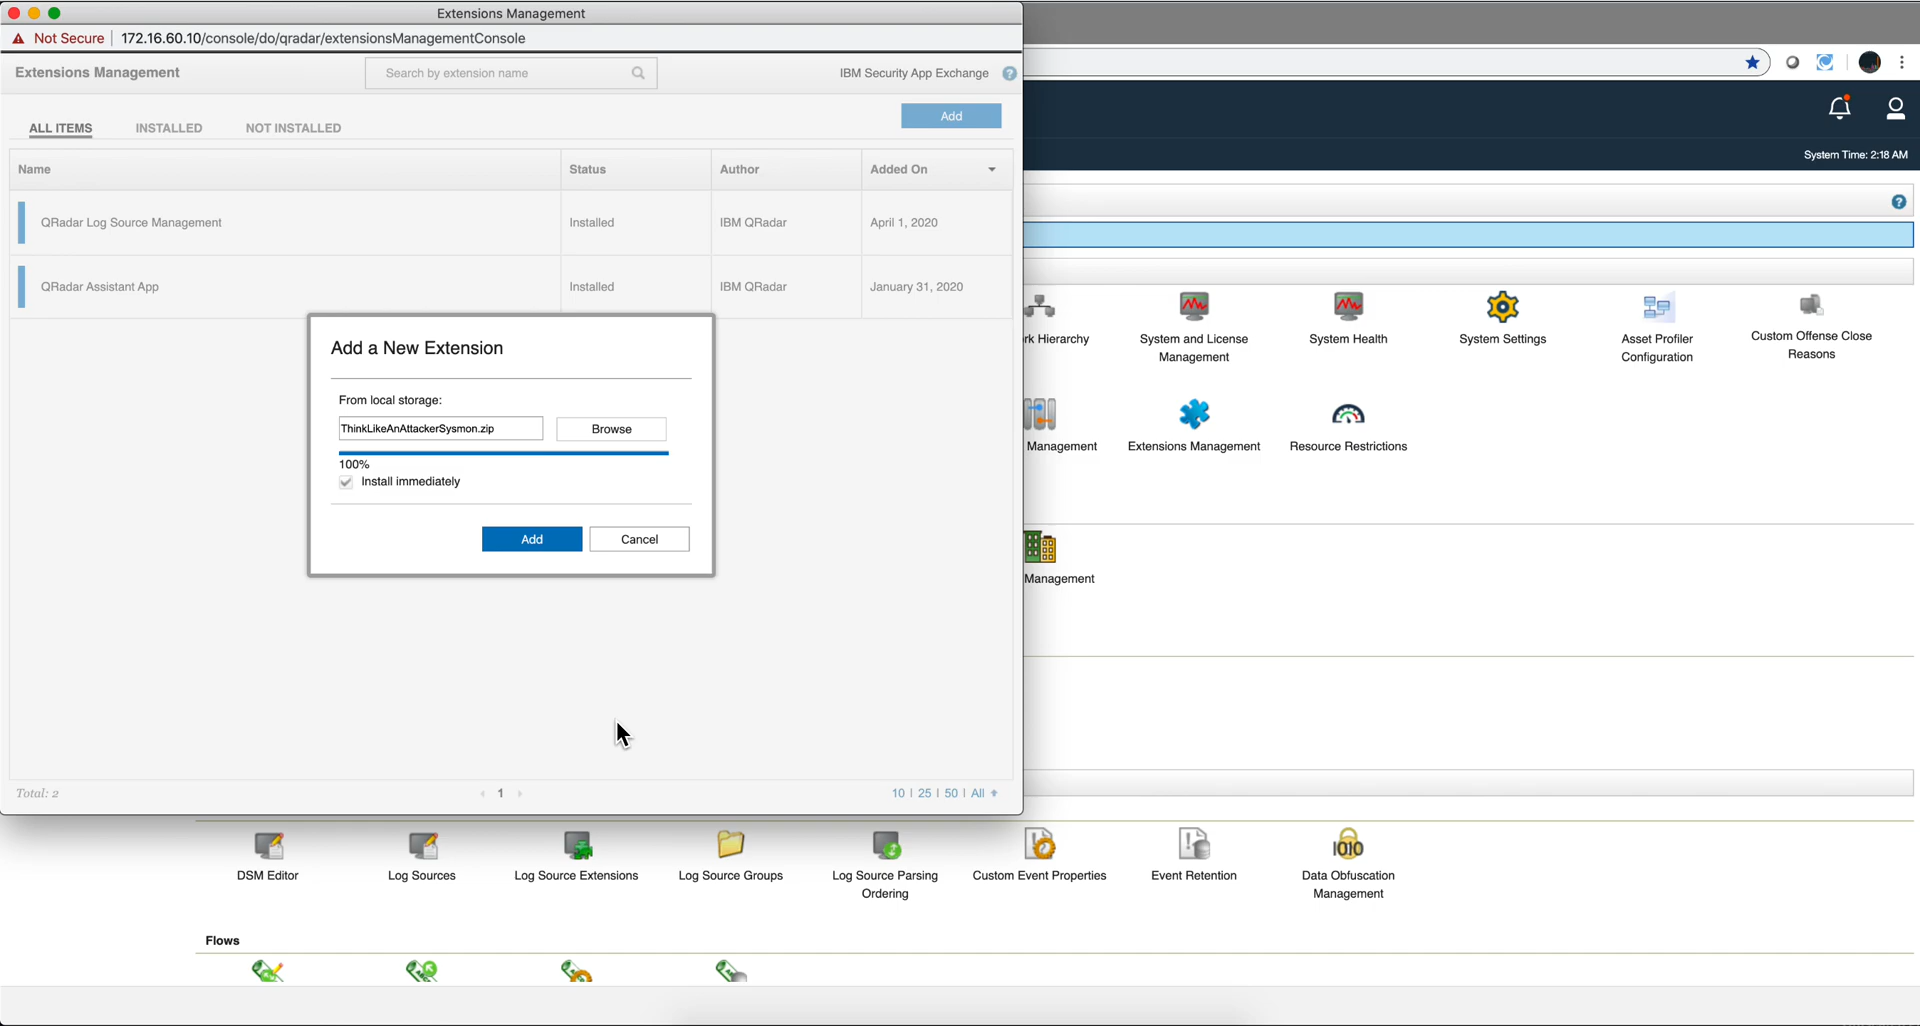 Extensions Management
Not Secure 172.16.60.10/console/do/qradar/extensionsManagementConsole
Extensions Management
Search by extension name
IBM Security App Exchange ?
Add
ALL ITEMS INSTALLED NOT INSTALLED
Name Status Author Added On
QRadar Log Source Management Installed IBM QRadar April 1, 2020
QRadar Assistant App Installed IBM QRadar January 31, 2020
Add a New Extension
From local storage:
ThinkLikeAnAttackerSysmon.zip Browse
100%
Install immediately
Add Cancel
Total: 2 1 10 | 25 | 50 | All
System Time: 2:18 AM
?
rk Hierarchy
System and License
Management
System Health
System Settings
Asset Profiler
Configuration
Custom Offense Close
Reasons
Management
Extensions Management
Resource Restrictions
Management
DSM Editor
Log Sources
Log Source Extensions
Log Source Groups
Log Source Parsing
Ordering
Custom Event Properties
Event Retention
1010
Data Obfuscation
Management
Flows